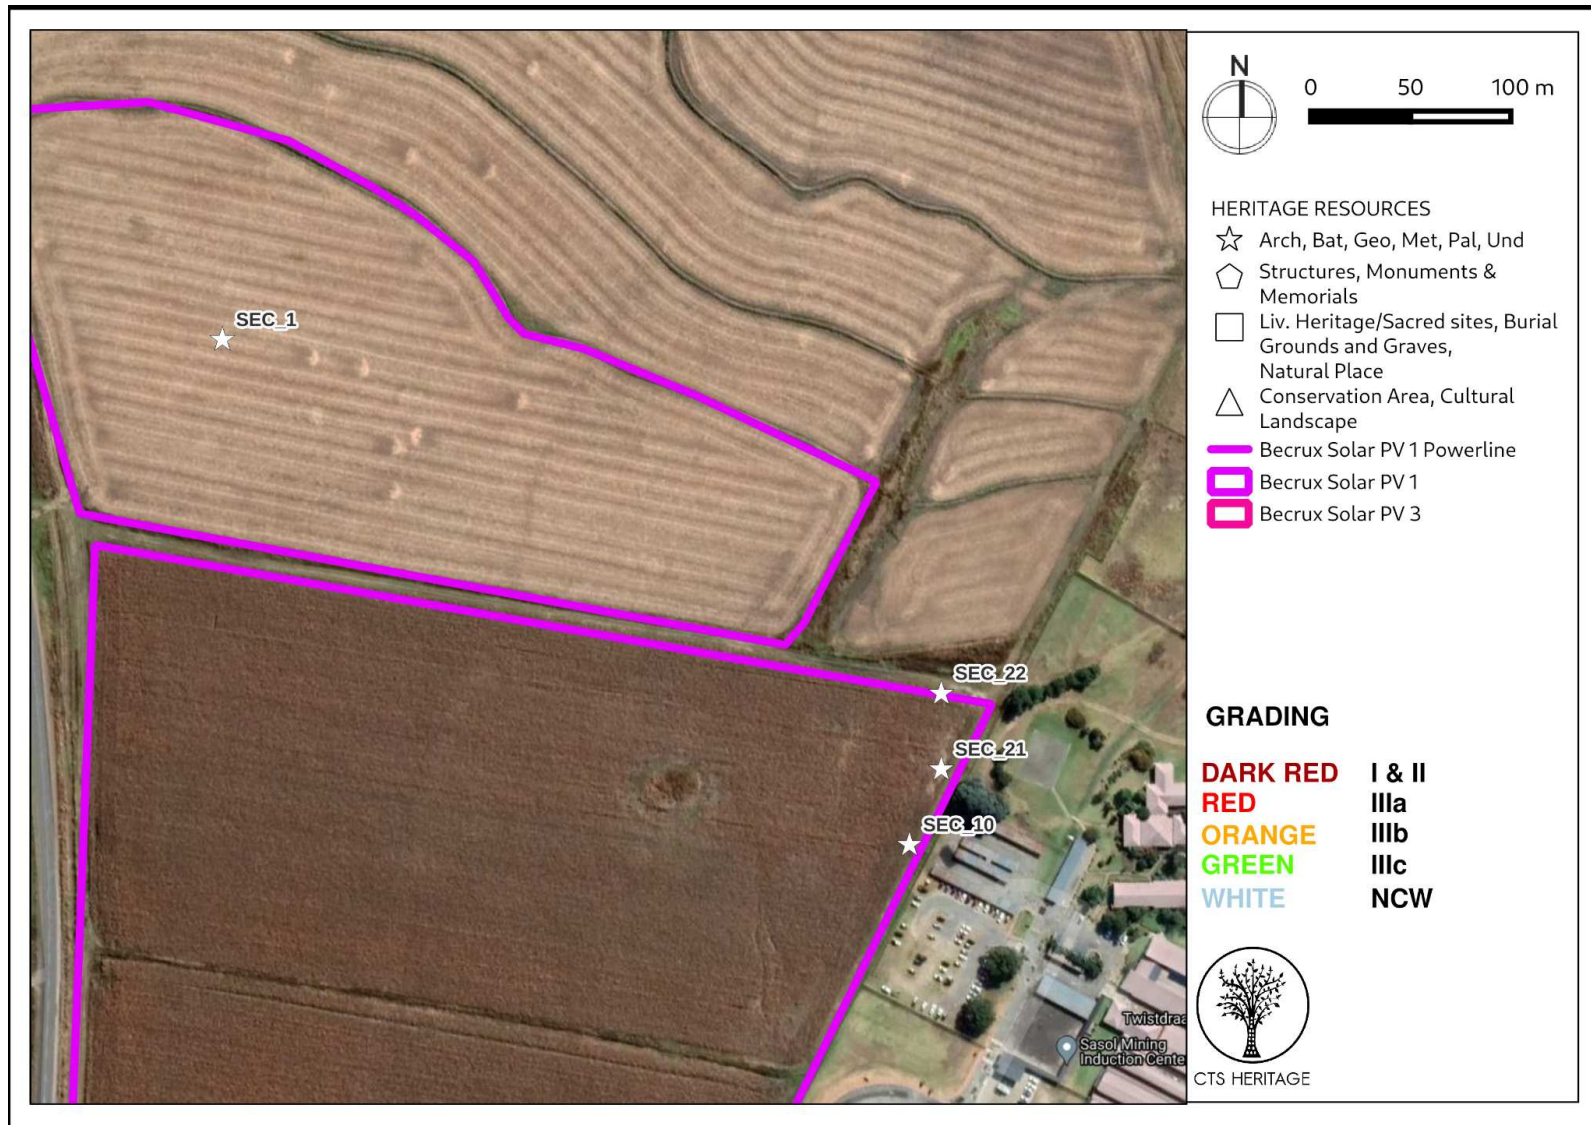 SEC_1
SEC_22
SEC_21
SEC_10
Twistdraa
Sasol Mining
Induction Cente
N
0 50 100 m
HERITAGE RESOURCES
Arch, Bat, Geo, Met, Pal, Und
Structures, Monuments &
Memorials
Liv. Heritage/Sacred sites, Burial
Grounds and Graves,
Natural Place
Conservation Area, Cultural
Landscape
Becrux Solar PV 1 Powerline
Becrux Solar PV 1
Becrux Solar PV 3
GRADING
DARK RED I & II
RED IIIa
ORANGE IIIb
GREEN IIIc
WHITE NCW
CTS HERITAGE